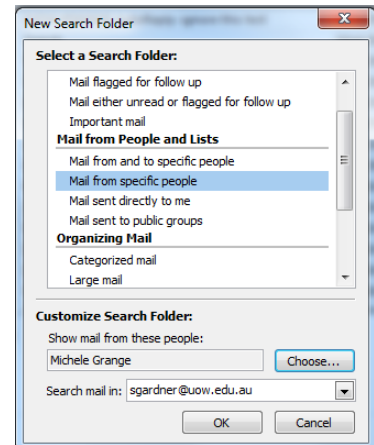 New Search Folder
Select a Search Folder:
Mail flagged for follow up
Mail either unread or flagged for follow up
Important mail
Mail from People and Lists
Mail from and to specific people
Mail from specific people
Mail sent directly to me
Mail sent to public groups
Organizing Mail
Categorized mail
Large mail
Customize Search Folder:
Show mail from these people:
Michele Grange Choose...
Search mail in: sgardner@uow.edu.au
OK Cancel